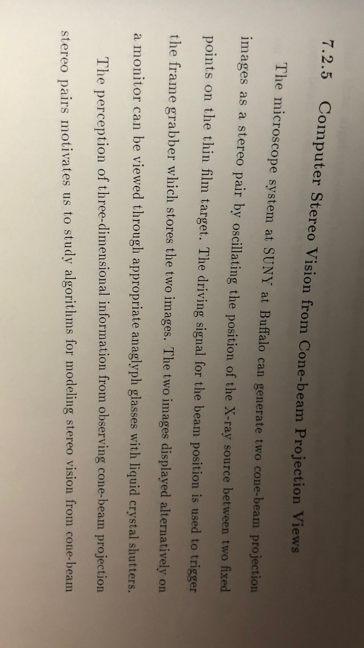 7.2.5 Computer Stereo Vision from Cone-beam Projection Views
The microscope system at SUNY at Buffalo can generate two cone-beam projection
images as a stereo pair by oscillating the position of the X-ray source between two fixed
points on the thin film target. The driving signal for the beam position is used to trigger
the frame grabber which stores the two images. The two images displayed alternatively on
a monitor can be viewed through appropriate anaglyph glasses with liquid crystal shutters.
The perception of three-dimensional information from observing cone-beam projection
stereo pairs motivates us to study algorithms for modeling stereo vision from cone-beam